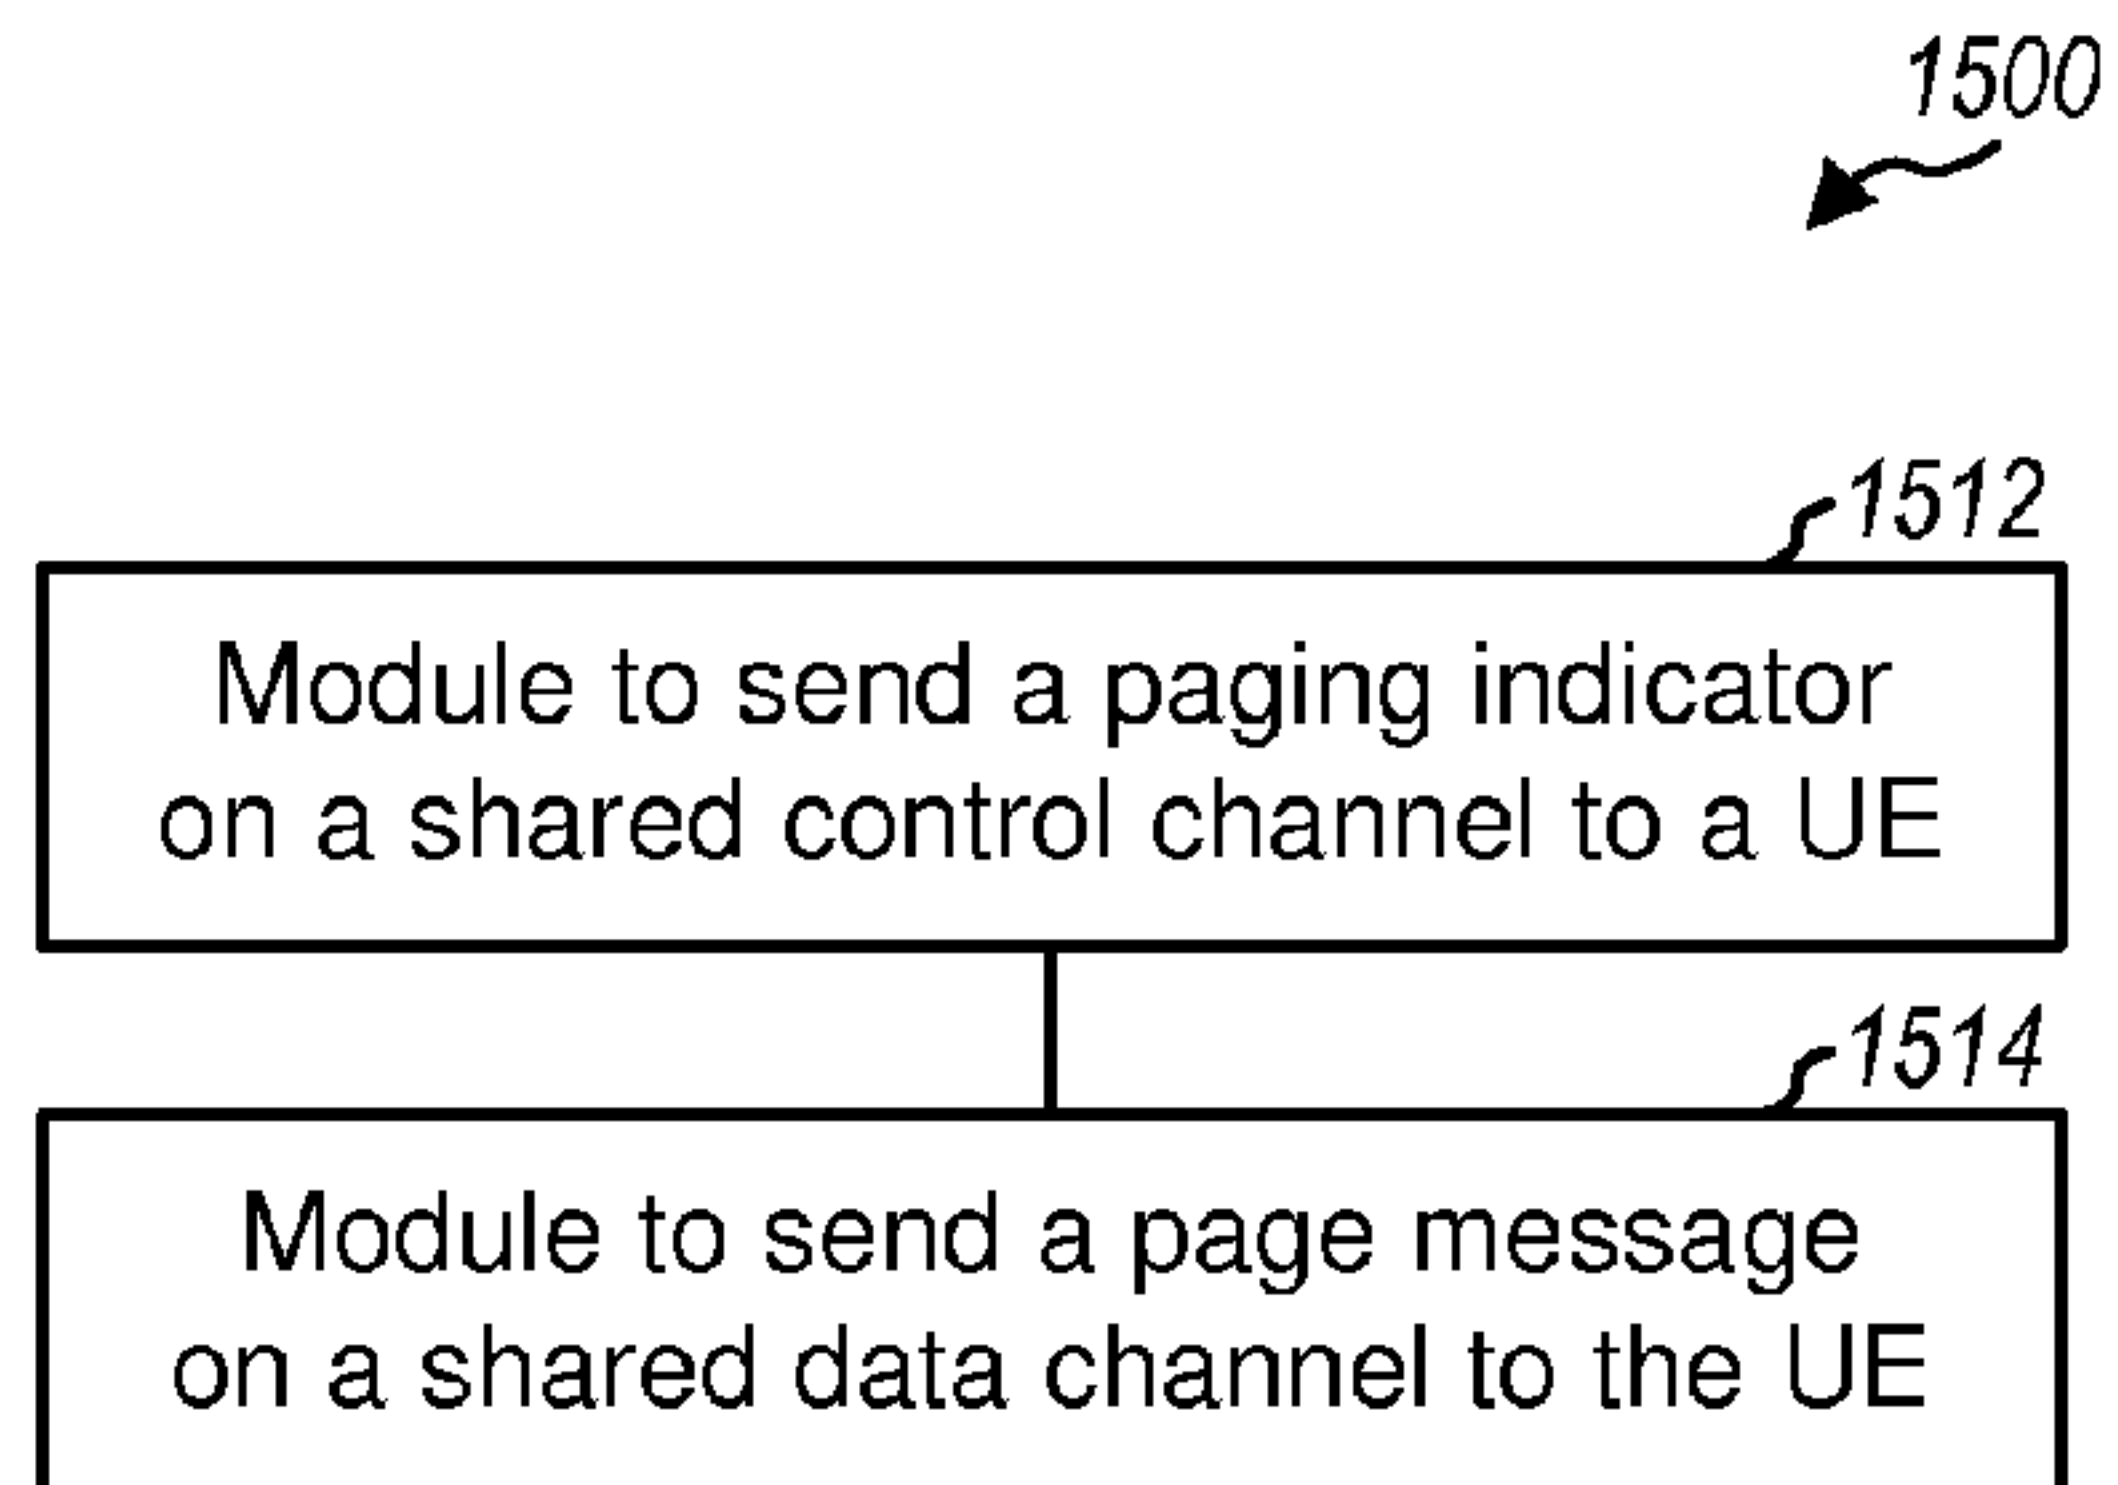 1500
1512
Module to send a paging indicator
on a shared control channel to a UE
1514
Module to send a page message
on a shared data channel to the UE